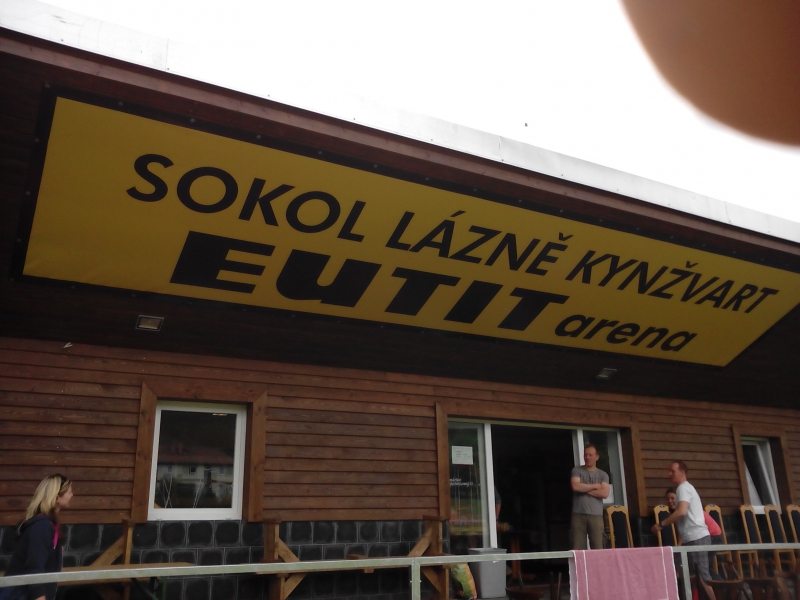 SOKOL LÁZNĚ KYNŽVART
EUTIT arena